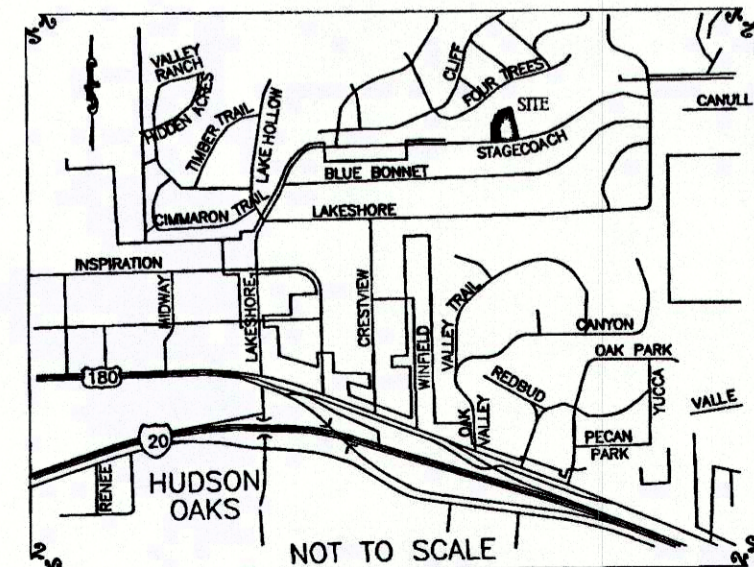 VALLEY
RANCH
HIDDEN ACRES
TIMBER TRAIL
LAKE HOLLOW
CLIFF
FOUR TREES
SITE
CANULL
STAGECOACH
BLUE BONNET
CIMMARON TRAIL
LAKESHORE
INSPIRATION
MIDWAY
LAKESHORE
CRESTVIEW
WINFIELD
VALLEY TRAIL
CANYON
OAK PARK
REDBUD
YUCCA
VALLE
OAK
VALLEY
PECAN
PARK
180
20
RENEE
HUDSON
OAKS
NOT TO SCALE